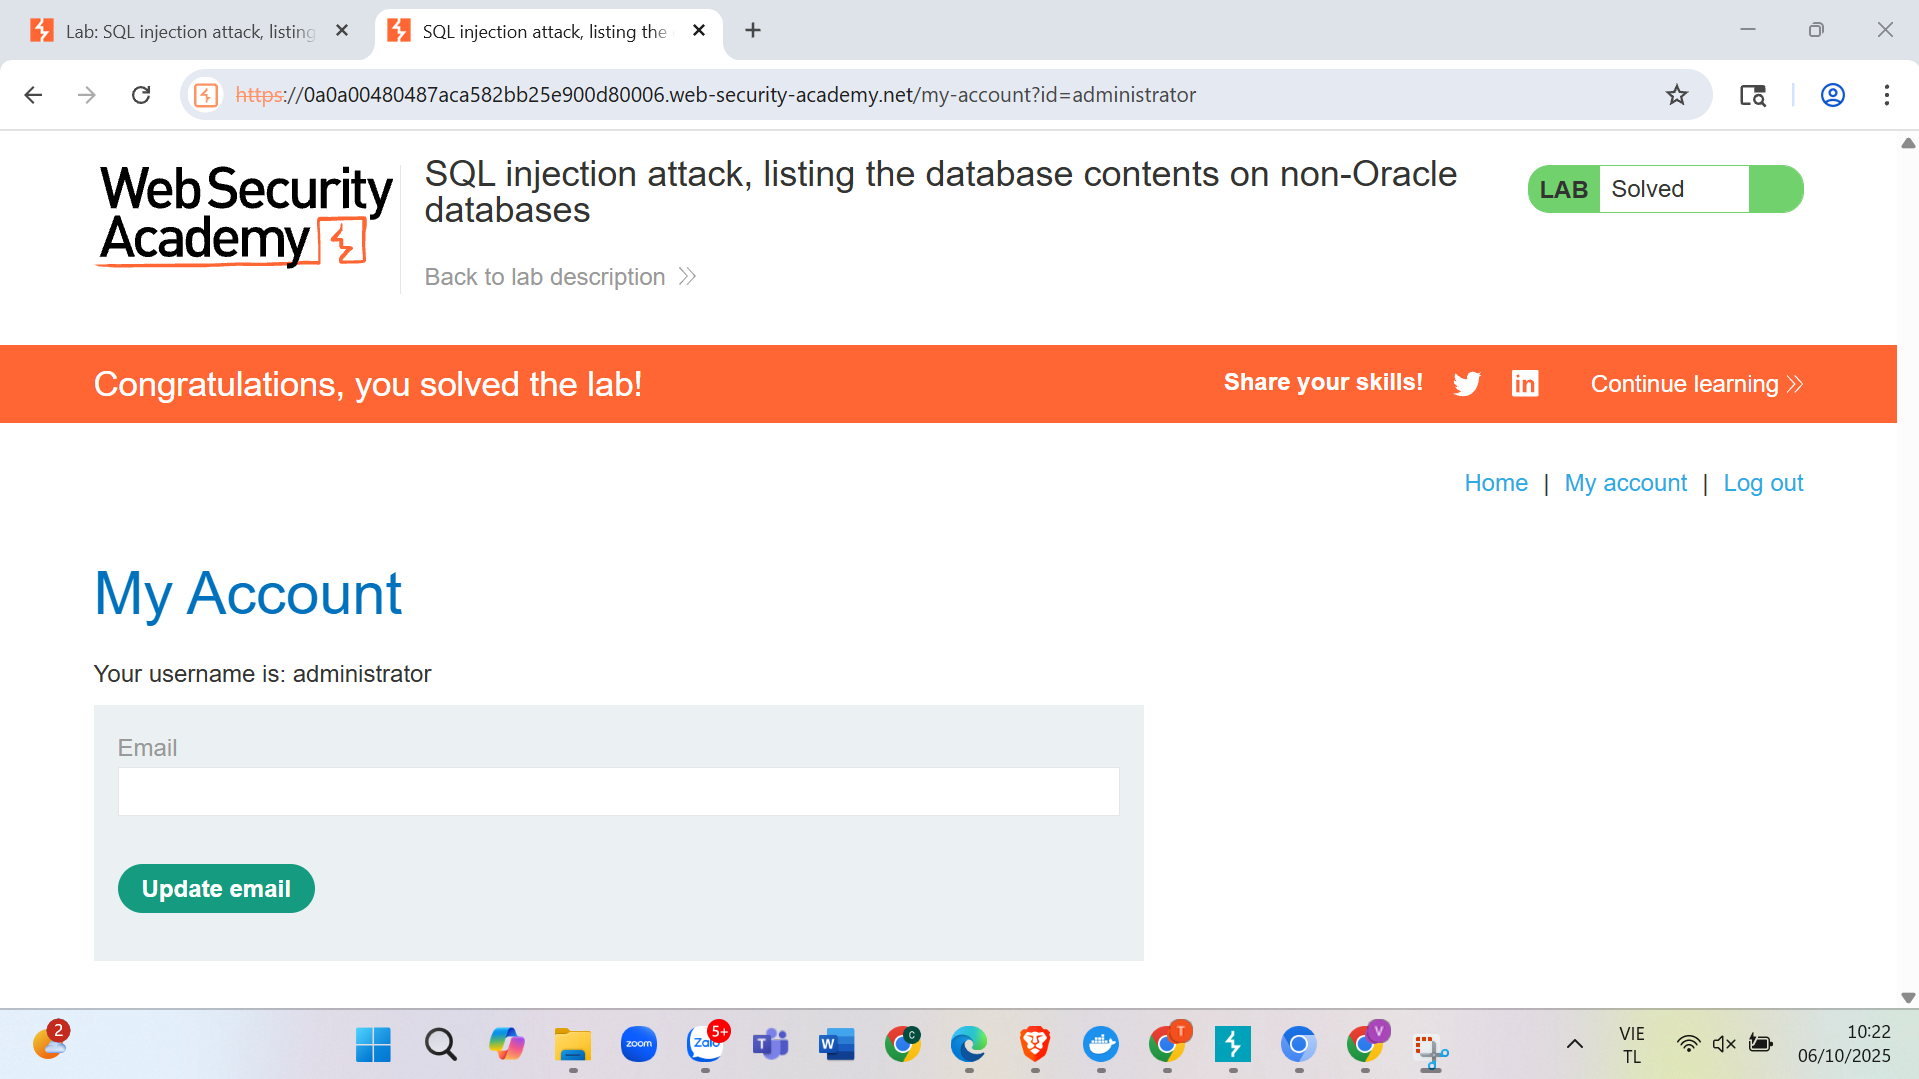 Lab: SQL injection attack, listing
SQL injection attack, listing the
https://0a0a00480487aca582bb25e900d80006.web-security-academy.net/my-account?id=administrator
Web Security
Academy
SQL injection attack, listing the database contents on non-Oracle
databases
Back to lab description
LAB Solved
Congratulations, you solved the lab!
Share your skills!
in
Continue learning
Home | My account | Log out
My Account
Your username is: administrator
Email
Update email
2
zoom
Zalo
5+
T
W
C
T
V
VIE
TL
10:22
06/10/2025